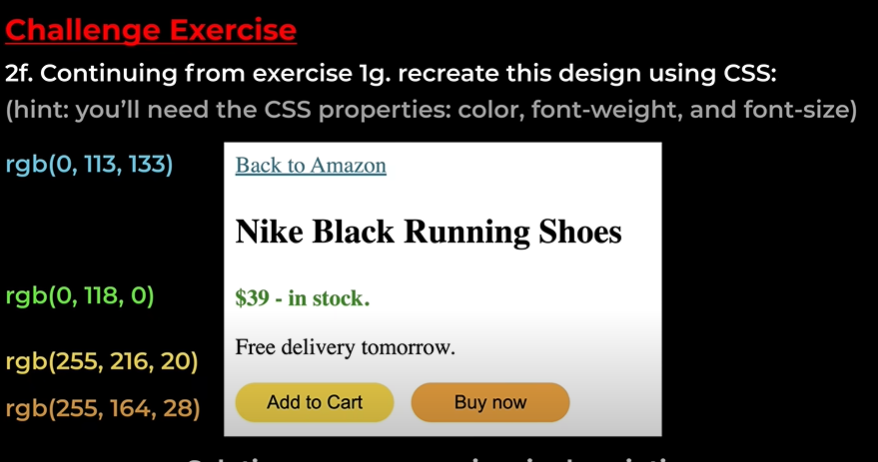 Challenge Exercise
2f. Continuing from exercise 1g. recreate this design using CSS:
(hint: you’ll need the CSS properties: color, font-weight, and font-size)
rgb(0, 113, 133)
Back to Amazon
Nike Black Running Shoes
rgb(0, 118, 0)
$39 - in stock.
Free delivery tomorrow.
rgb(255, 216, 20)
Add to Cart
Buy now
rgb(255, 164, 28)